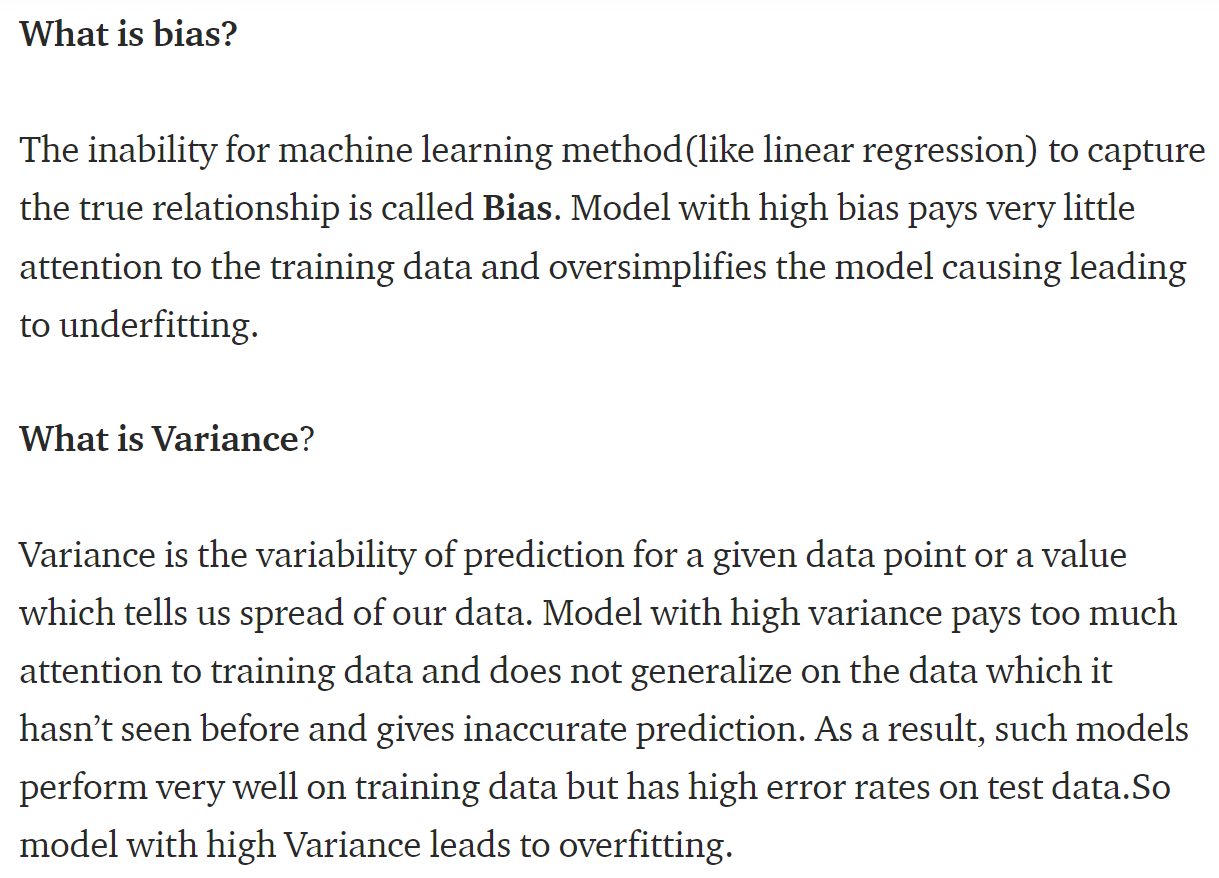 What is bias?
The inability for machine learning method(like linear regression) to capture
the true relationship is called Bias. Model with high bias pays very little
attention to the training data and oversimplifies the model causing leading
to underfitting.
What is Variance?
Variance is the variability of prediction for a given data point or a value
which tells us spread of our data. Model with high variance pays too much
attention to training data and does not generalize on the data which it
hasn’t seen before and gives inaccurate prediction. As a result, such models
perform very well on training data but has high error rates on test data.So
model with high Variance leads to overfitting.